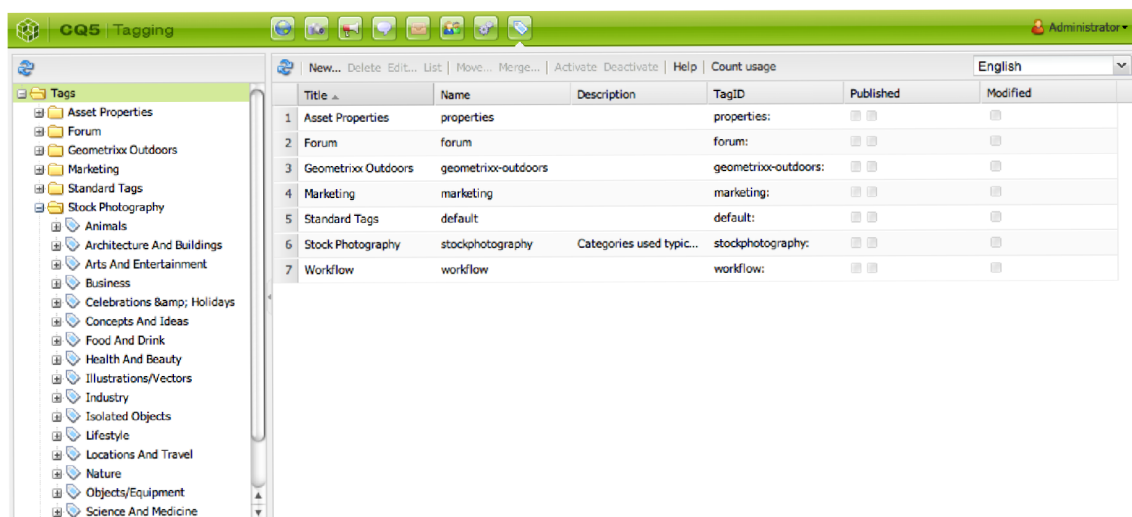 CQ5 Tagging
Administrator
New... Delete Edit... List | Move... Merge... | Activate Deactivate | Help | Count usage
English
Tags
Asset Properties
Forum
Geometrixx Outdoors
Marketing
Standard Tags
Stock Photography
Animals
Architecture And Buildings
Arts And Entertainment
Business
Celebrations &amp; Holidays
Concepts And Ideas
Food And Drink
Health And Beauty
Illustrations/Vectors
Industry
Isolated Objects
Lifestyle
Locations And Travel
Nature
Objects/Equipment
Science And Medicine
Title Name Description TagID Published Modified
1 Asset Properties properties properties:
2 Forum forum forum:
3 Geometrixx Outdoors geometrixx-outdoors geometrixx-outdoors:
4 Marketing marketing marketing:
5 Standard Tags default default:
6 Stock Photography stockphotography Categories used typic... stockphotography:
7 Workflow workflow workflow: